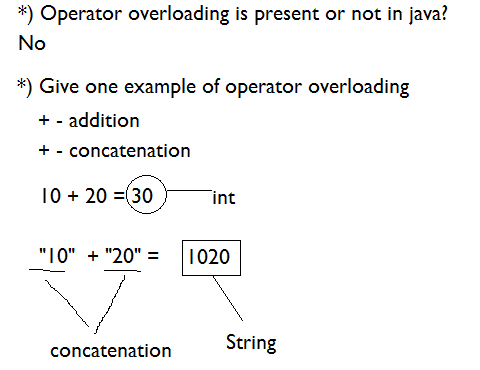 *) Operator overloading is present or not in java?
No
*) Give one example of operator overloading
+ - addition
+ - concatenation
10 + 20 = 30 int
"10" + "20" = 1020
String
concatenation